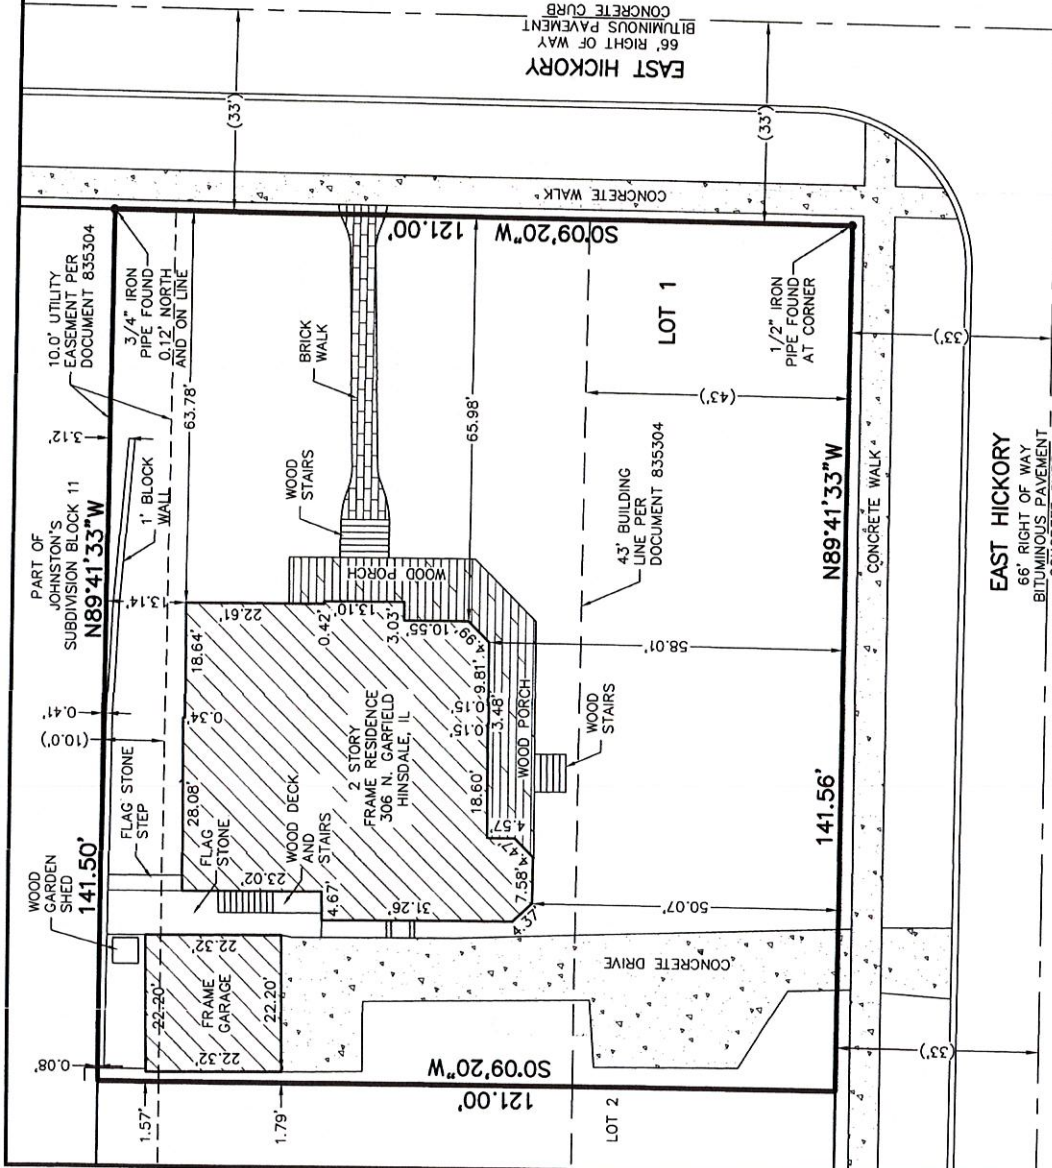 CONCRETE CURB
BITUMINOUS PAVEMENT
66' RIGHT OF WAY
EAST HICKORY
(33')
(33')
CONCRETE WALK
S0°09'20"W
121.00'
10.0' UTILITY
EASEMENT PER
DOCUMENT 835304
3/4" IRON
PIPE FOUND
0.12' NORTH
AND ON LINE
63.78'
BRICK
WALK
LOT 1
1/2" IRON
PIPE FOUND
AT CORNER
(33')
3.12'
1' BLOCK
WALL
65.98'
(43')
PART OF
JOHNSTON'S
SUBDIVISION BLOCK 11
N89°41'33"W
WOOD
STAIRS
43' BUILDING
LINE PER
DOCUMENT 835304
N89°41'33"W
CONCRETE WALK
EAST HICKORY
66' RIGHT OF WAY
BITUMINOUS PAVEMENT
13.14'
WOOD PORCH
22.61'
0.42'
13.10'
3.03'
10.55'
4.99'
18.64'
9.81'
58.01'
0.41'
0.34'
0.15'
0.15'
3.48'
(10.0')
2 STORY
FRAME RESIDENCE
306 N. GARFIELD
HINSDALE, IL
WOOD PORCH
WOOD
STAIRS
28.08'
18.60'
4.57'
4.47'
7.58'
141.56'
FLAG STONE
STEP
FLAG
STONE
WOOD DECK
AND
STAIRS
23.02'
4.67'
31.26'
4.37'
50.07'
WOOD
GARDEN
SHED
141.50'
22.32'
22.20'
FRAME
GARAGE
22.20'
22.32'
CONCRETE DRIVE
0.08'
S0°09'20"W
121.00'
(33')
1.57'
1.79'
LOT 2